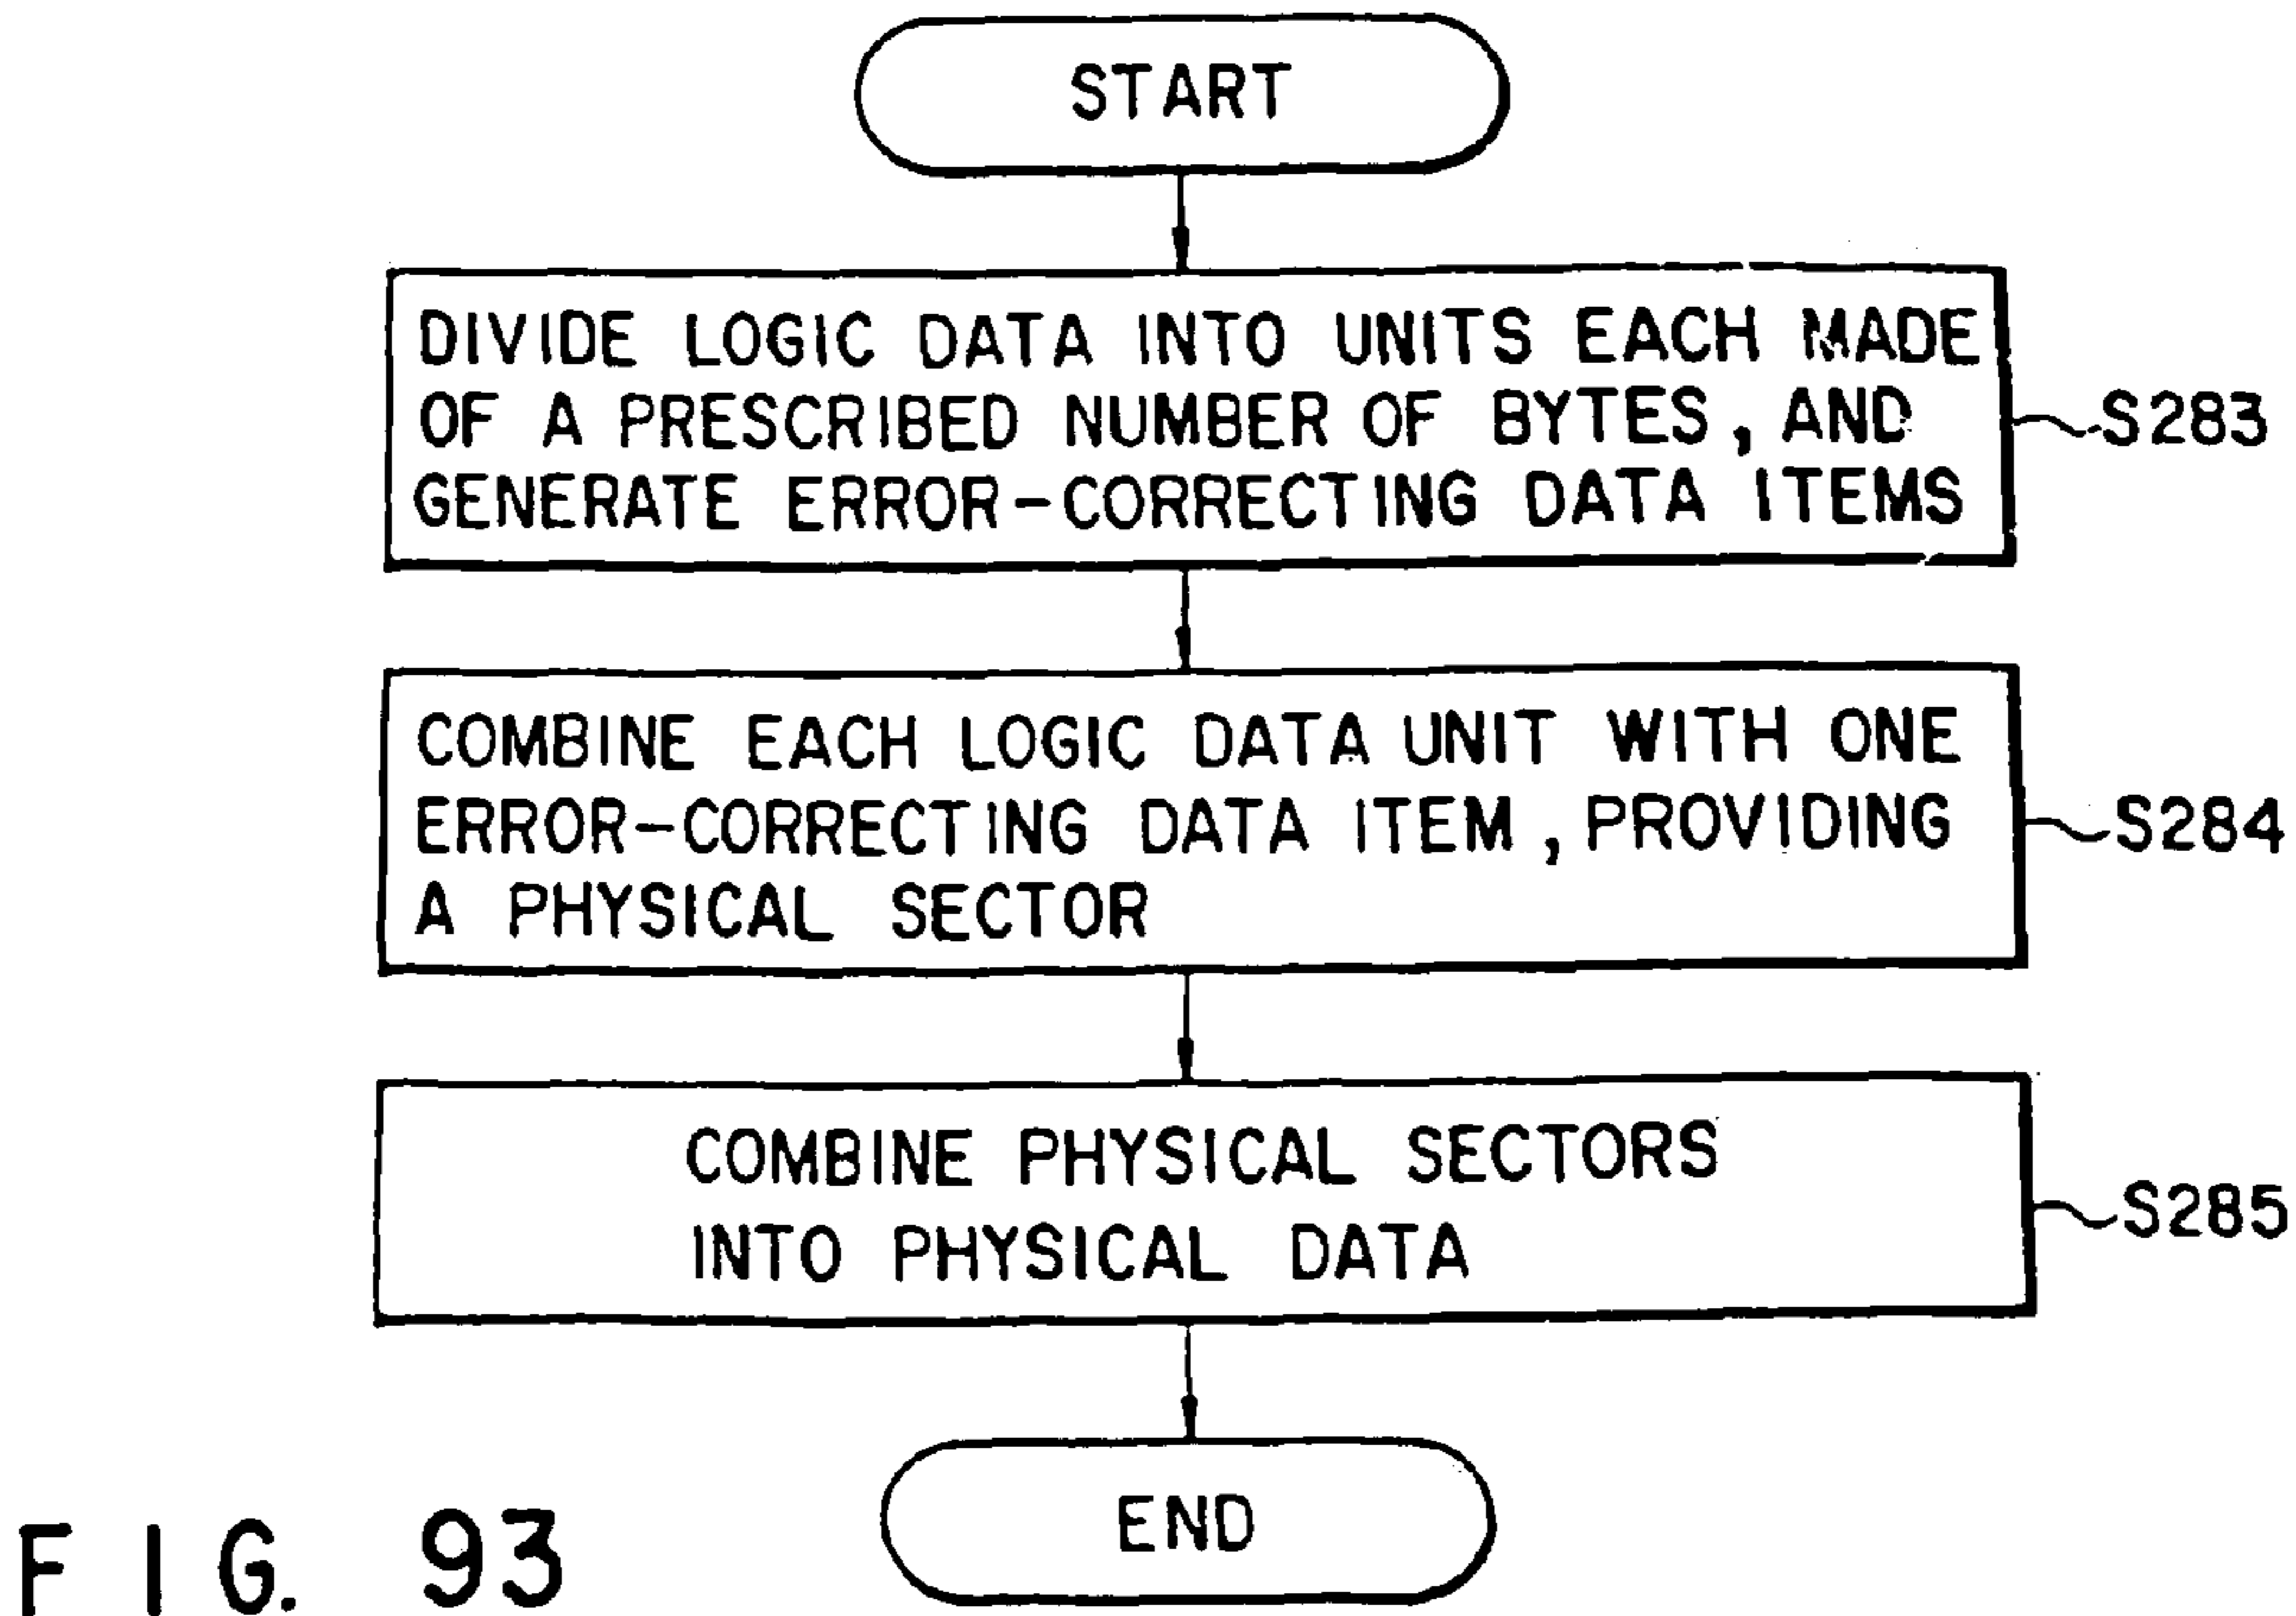 START
DIVIDE LOGIC DATA INTO UNITS EACH MADE
OF A PRESCRIBED NUMBER OF BYTES, AND
GENERATE ERROR-CORRECTING DATA ITEMS
S283
COMBINE EACH LOGIC DATA UNIT WITH ONE
ERROR-CORRECTING DATA ITEM, PROVIDING
A PHYSICAL SECTOR
S284
COMBINE PHYSICAL SECTORS
INTO PHYSICAL DATA
S285
END
FIG. 93